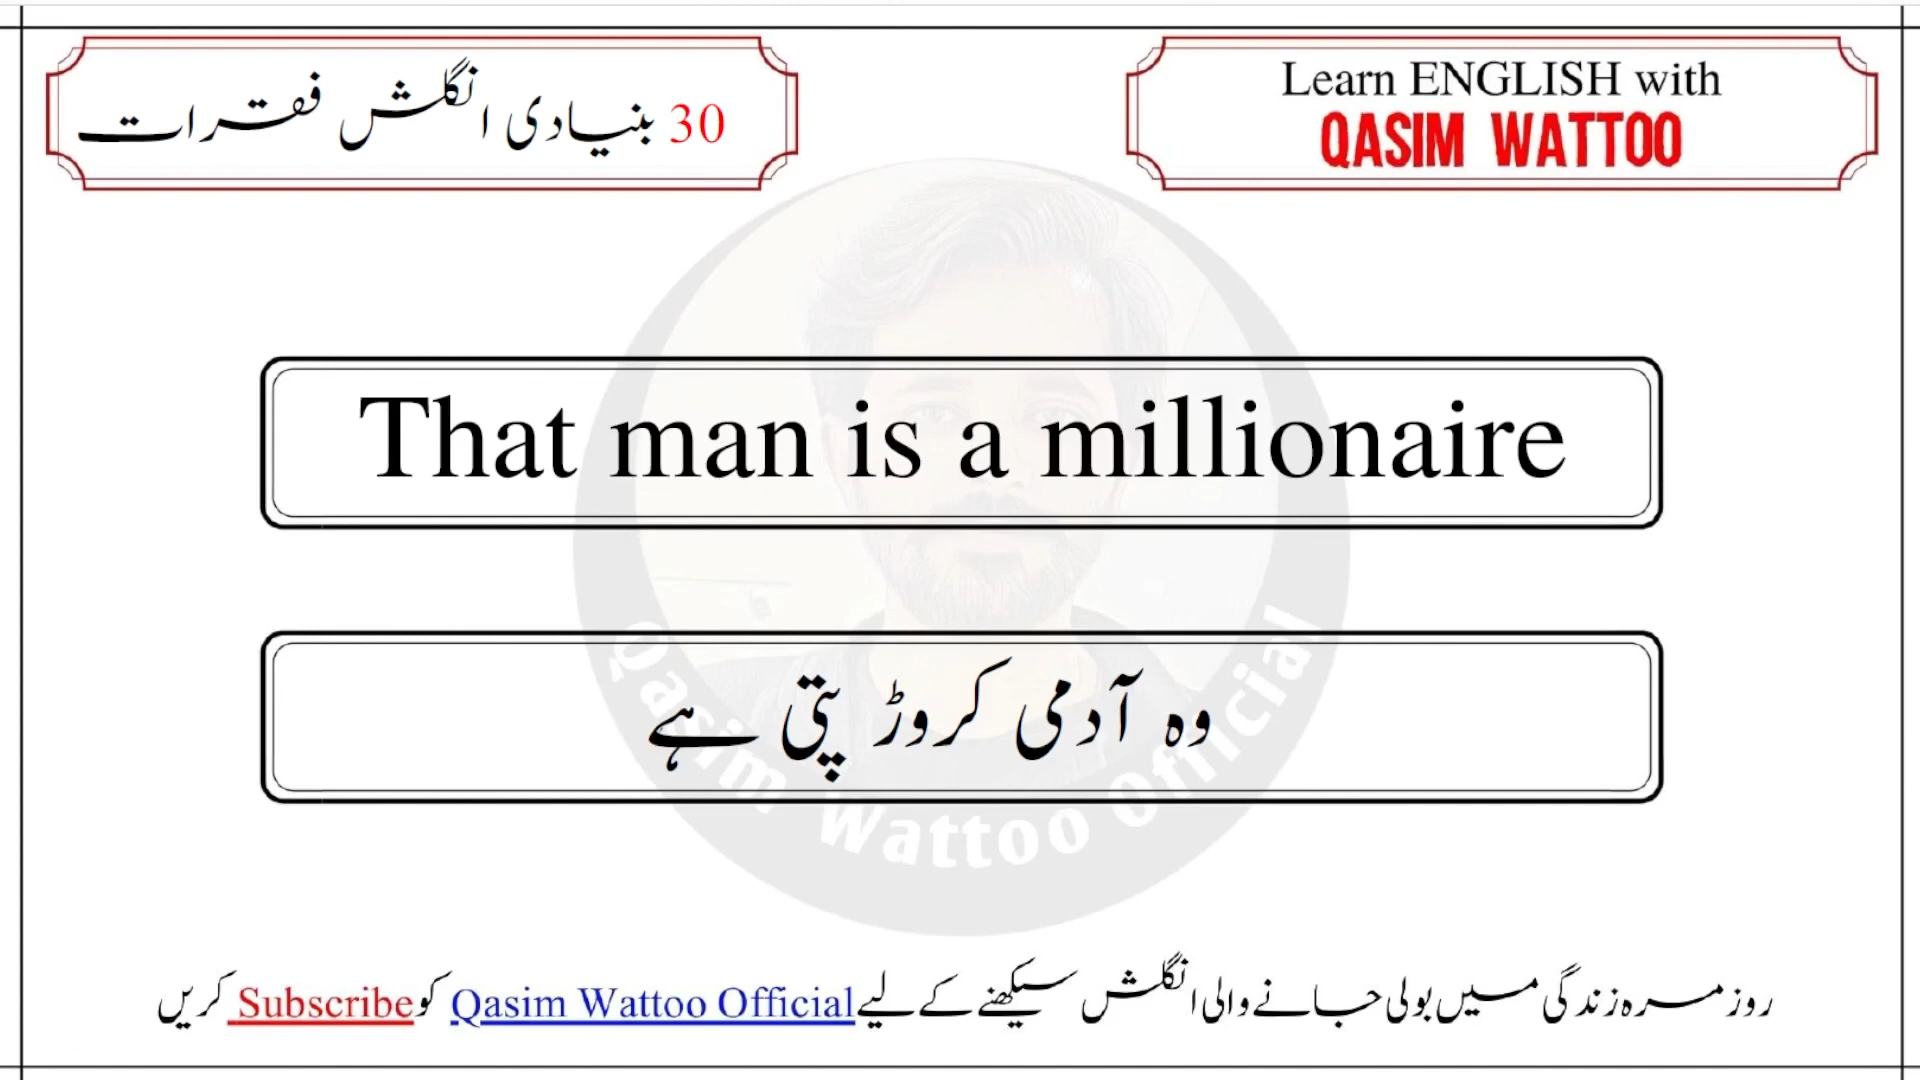 30 بنیادی انگلش فقرات
Learn ENGLISH with
QASIM WATTOO
That man is a millionaire
وہ آدمی کروڑ پتی ہے
Qasim Wattoo Official
روزمرہ زندگی میں بولی جانے والی انگلش سیکھنے کے لیے Qasim Wattoo Official کو Subscribe کریں